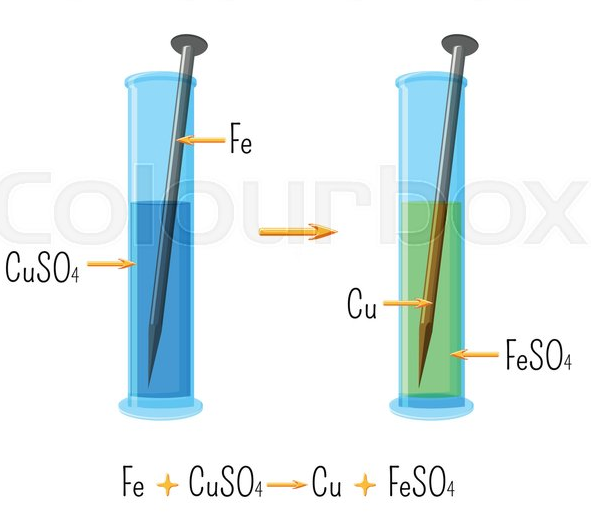 Fe
Colourbox
CuSO₄
Cu
FeSO₄
Fe + CuSO₄ → Cu + FeSO₄